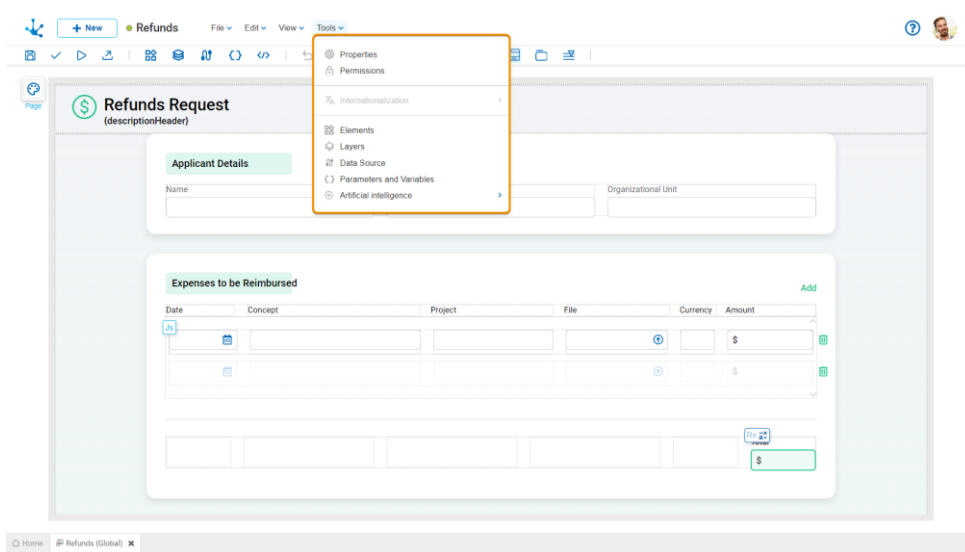 + New
Refunds
File
Edit
View
Tools
?
Properties
Permissions
Internationalization
Elements
Layers
Data Source
Parameters and Variables
Artificial intelligence
Page
$
Refunds Request
{descriptionHeader}
Applicant Details
Name
Organizational Unit
Expenses to be Reimbursed
Add
Date
Concept
Project
File
Currency
Amount
Js
$
$
Rx
Total
$
Home
Refunds (Global)